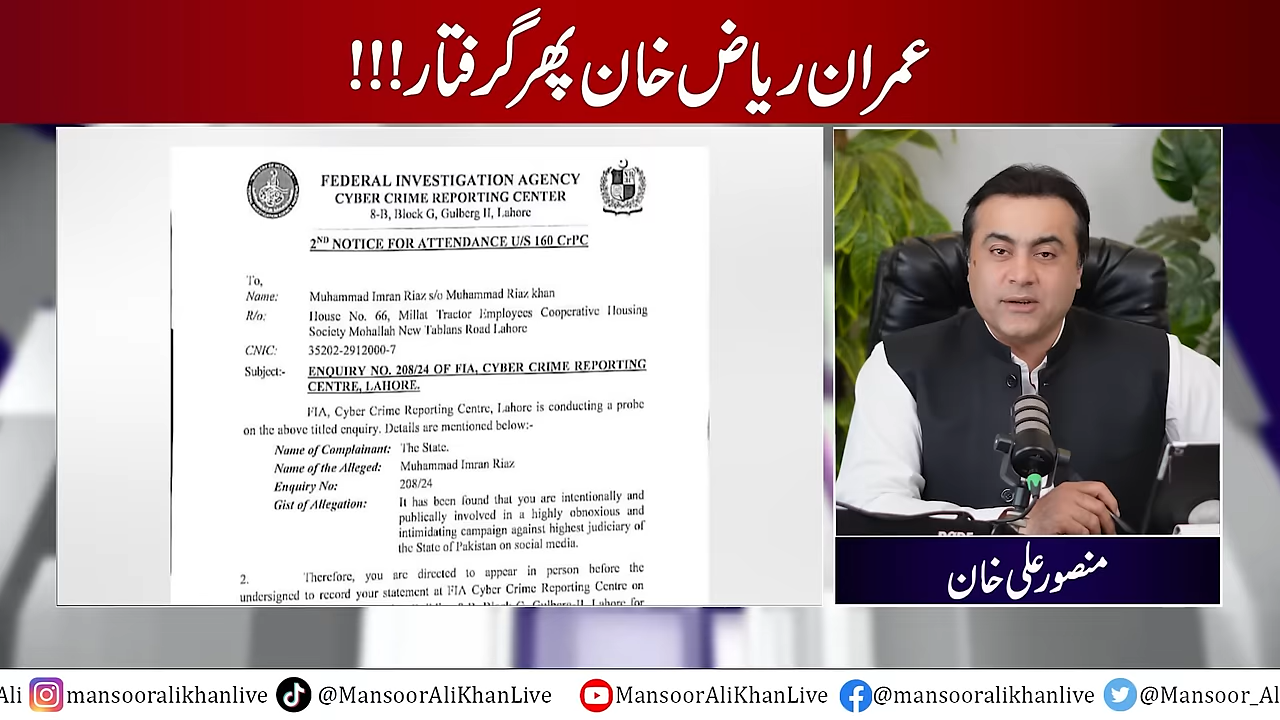 عمران ریاض خان پھر گرفتار!!!
FEDERAL INVESTIGATION AGENCY
CYBER CRIME REPORTING CENTER
8-B, Block G, Gulberg II, Lahore
2ND NOTICE FOR ATTENDANCE U/S 160 CrPC
To,
Name: Muhammad Imran Riaz s/o Muhammad Riaz khan
R/o: House No. 66, Millat Tractor Employees Cooperative Housing
Society Mohallah New Tablans Road Lahore
CNIC: 35202-2912000-7
Subject:- ENQUIRY NO. 208/24 OF FIA, CYBER CRIME REPORTING
CENTRE, LAHORE.
FIA, Cyber Crime Reporting Centre, Lahore is conducting a probe
on the above titled enquiry. Details are mentioned below:-
Name of Complainant: The State.
Name of the Alleged: Muhammad Imran Riaz
Enquiry No: 208/24
Gist of Allegation: It has been found that you are intentionally and
publically involved in a highly obnoxious and
intimidating campaign against highest judiciary of
the State of Pakistan on social media.
2. Therefore, you are directed to appear in person before the
undersigned to record your statement at FIA Cyber Crime Reporting Centre on
Gulberg-II, Lahore for
منصور علی خان
Ali mansooralikhanlive @MansoorAliKhanLive MansoorAliKhanLive @mansooralikhanlive @Mansoor_Al